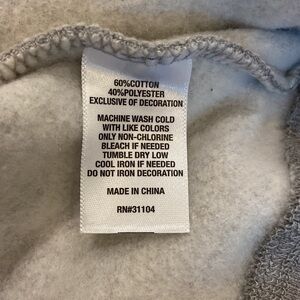 60%COTTON
40%POLYESTER
EXCLUSIVE OF DECORATION
MACHINE WASH COLD
WITH LIKE COLORS
ONLY NON-CHLORINE
BLEACH IF NEEDED
TUMBLE DRY LOW
COOL IRON IF NEEDED
DO NOT IRON DECORATION
MADE IN CHINA
RN#31104